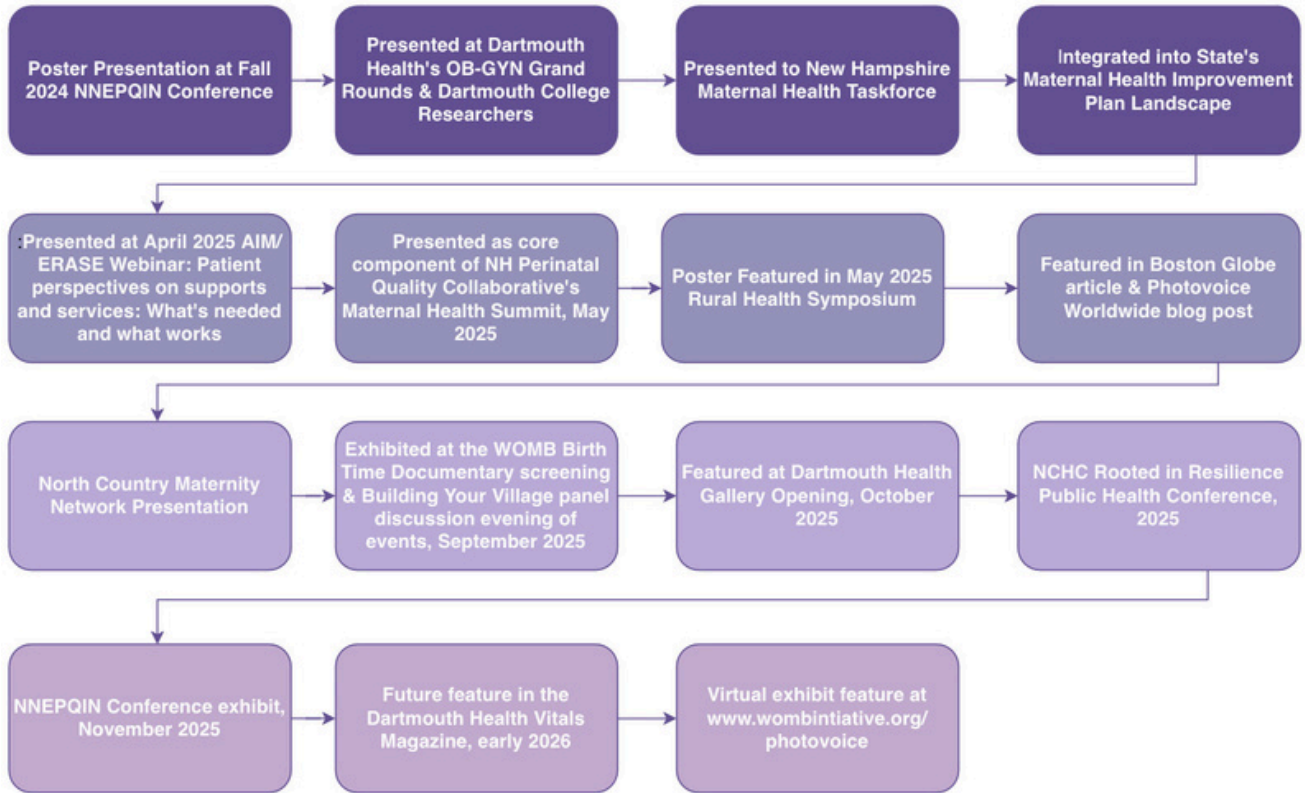 Poster Presentation at Fall
2024 NNEPQIN Conference
Presented at Dartmouth
Health's OB-GYN Grand
Rounds & Dartmouth College
Researchers
Presented to New Hampshire
Maternal Health Taskforce
Integrated into State's
Maternal Health Improvement
Plan Landscape
:Presented at April 2025 AIM/
ERASE Webinar: Patient
perspectives on supports
and services: What's needed
and what works
Presented as core
component of NH Perinatal
Quality Collaborative's
Maternal Health Summit, May
2025
Poster Featured in May 2025
Rural Health Symposium
Featured in Boston Globe
article & Photovoice
Worldwide blog post
North Country Maternity
Network Presentation
Exhibited at the WOMB Birth
Time Documentary screening
& Building Your Village panel
discussion evening of
events, September 2025
Featured at Dartmouth Health
Gallery Opening, October
2025
NCHC Rooted in Resilience
Public Health Conference,
2025
NNEPQIN Conference exhibit,
November 2025
Future feature in the
Dartmouth Health Vitals
Magazine, early 2026
Virtual exhibit feature at
www.wombintiative.org/
photovoice